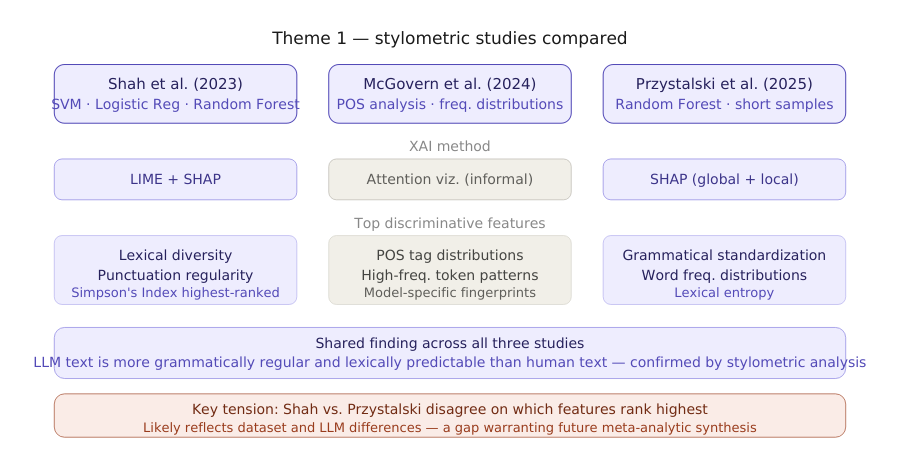 Theme 1 — stylometric studies compared
Shah et al. (2023)
SVM · Logistic Reg · Random Forest
McGovern et al. (2024)
POS analysis · freq. distributions
Przystalski et al. (2025)
Random Forest · short samples
XAI method
LIME + SHAP
Attention viz. (informal)
SHAP (global + local)
Top discriminative features
Lexical diversity
Punctuation regularity
Simpson's Index highest-ranked
POS tag distributions
High-freq. token patterns
Model-specific fingerprints
Grammatical standardization
Word freq. distributions
Lexical entropy
Shared finding across all three studies
LLM text is more grammatically regular and lexically predictable than human text — confirmed by stylometric analysis
Key tension: Shah vs. Przystalski disagree on which features rank highest
Likely reflects dataset and LLM differences — a gap warranting future meta-analytic synthesis